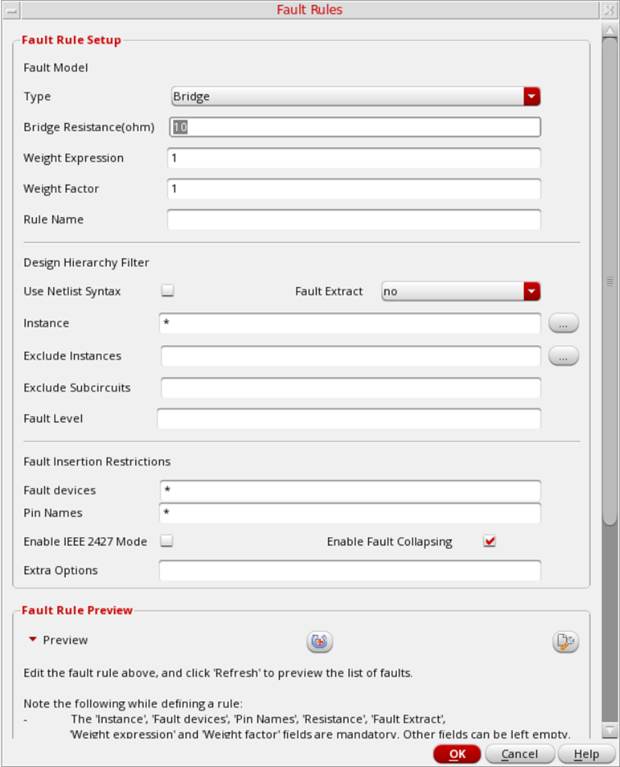 Fault Rules
Fault Rule Setup
Fault Model
Type Bridge
Bridge Resistance(ohm) 10
Weight Expression 1
Weight Factor 1
Rule Name
Design Hierarchy Filter
Use Netlist Syntax Fault Extract no
Instance * ...
Exclude Instances ...
Exclude Subcircuits
Fault Level
Fault Insertion Restrictions
Fault devices *
Pin Names *
Enable IEEE 2427 Mode Enable Fault Collapsing
Extra Options
Fault Rule Preview
Preview
Edit the fault rule above, and click 'Refresh' to preview the list of faults.
Note the following while defining a rule:
- The 'Instance', 'Fault devices', 'Pin Names', 'Resistance', 'Fault Extract',
'Weight expression' and 'Weight factor' fields are mandatory. Other fields can be left empty.
OK Cancel Help